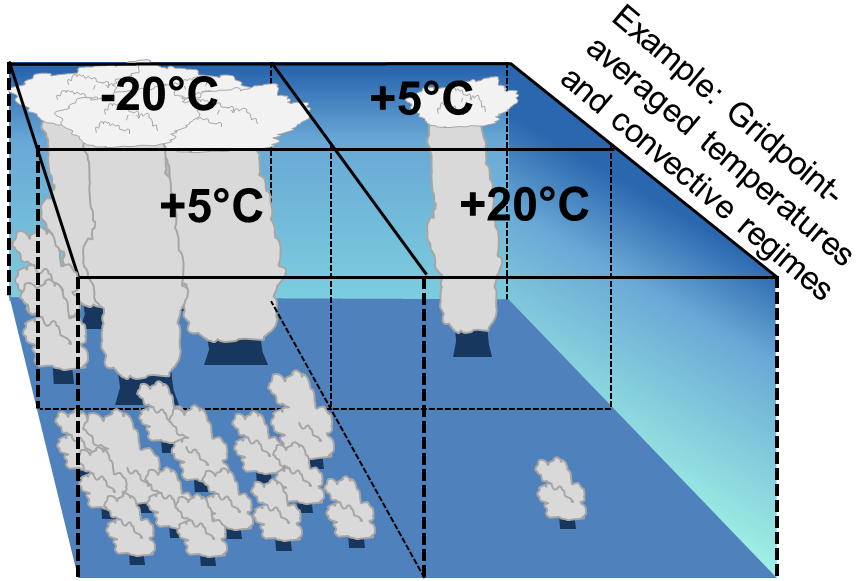 -20°C
+5°C
+5°C
+20°C
Example: Gridpoint-
averaged temperatures
and convective regimes